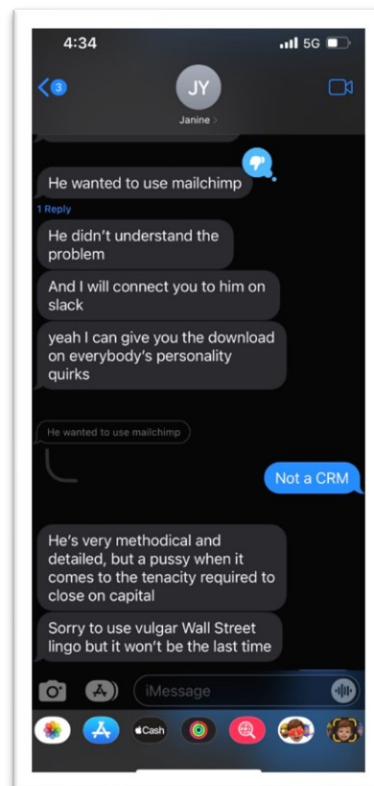 4:34
5G
3
JY
Janine
He wanted to use mailchimp
1 Reply
He didn't understand the
problem
And I will connect you to him on
slack
yeah I can give you the download
on everybody's personality
quirks
He wanted to use mailchimp
Not a CRM
He's very methodical and
detailed, but a pussy when it
comes to the tenacity required to
close on capital
Sorry to use vulgar Wall Street
lingo but it won't be the last time
iMessage
Cash